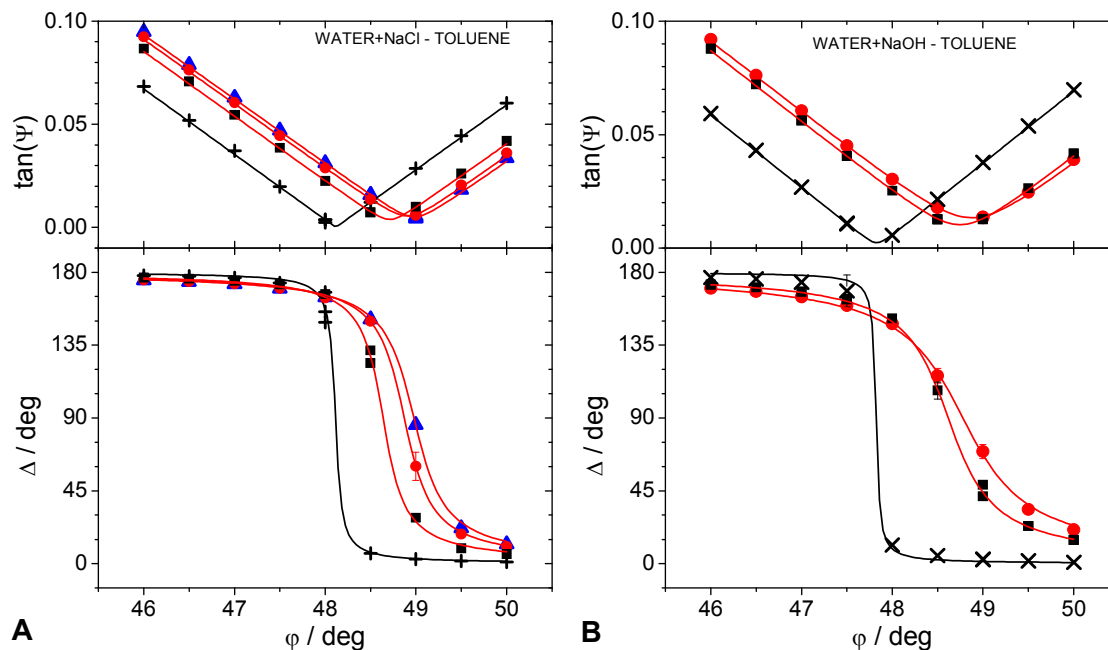 0.10
0.05
0.00
tan(Ψ)
WATER+NaCl - TOLUENE
180
135
90
45
0
Δ / deg
46 47 48 49 50
φ / deg
A
0.10
0.05
0.00
tan(Ψ)
WATER+NaOH - TOLUENE
180
135
90
45
0
Δ / deg
46 47 48 49 50
φ / deg
B